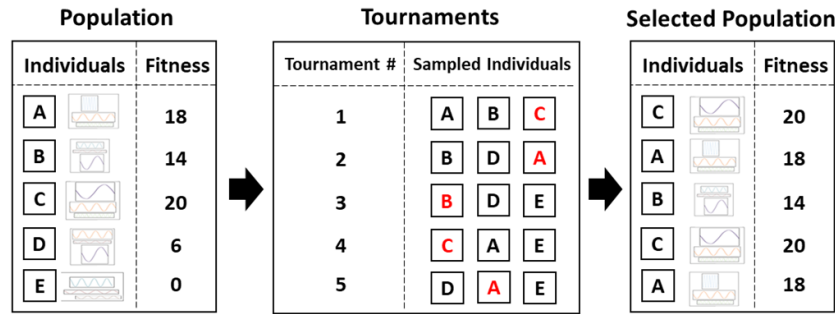 Population
Tournaments
Selected Population
Individuals Fitness
A 18
B 14
C 20
D 6
E 0
Tournament # Sampled Individuals
1 A B C
2 B D A
3 B D E
4 C A E
5 D A E
Individuals Fitness
C 20
A 18
B 14
C 20
A 18